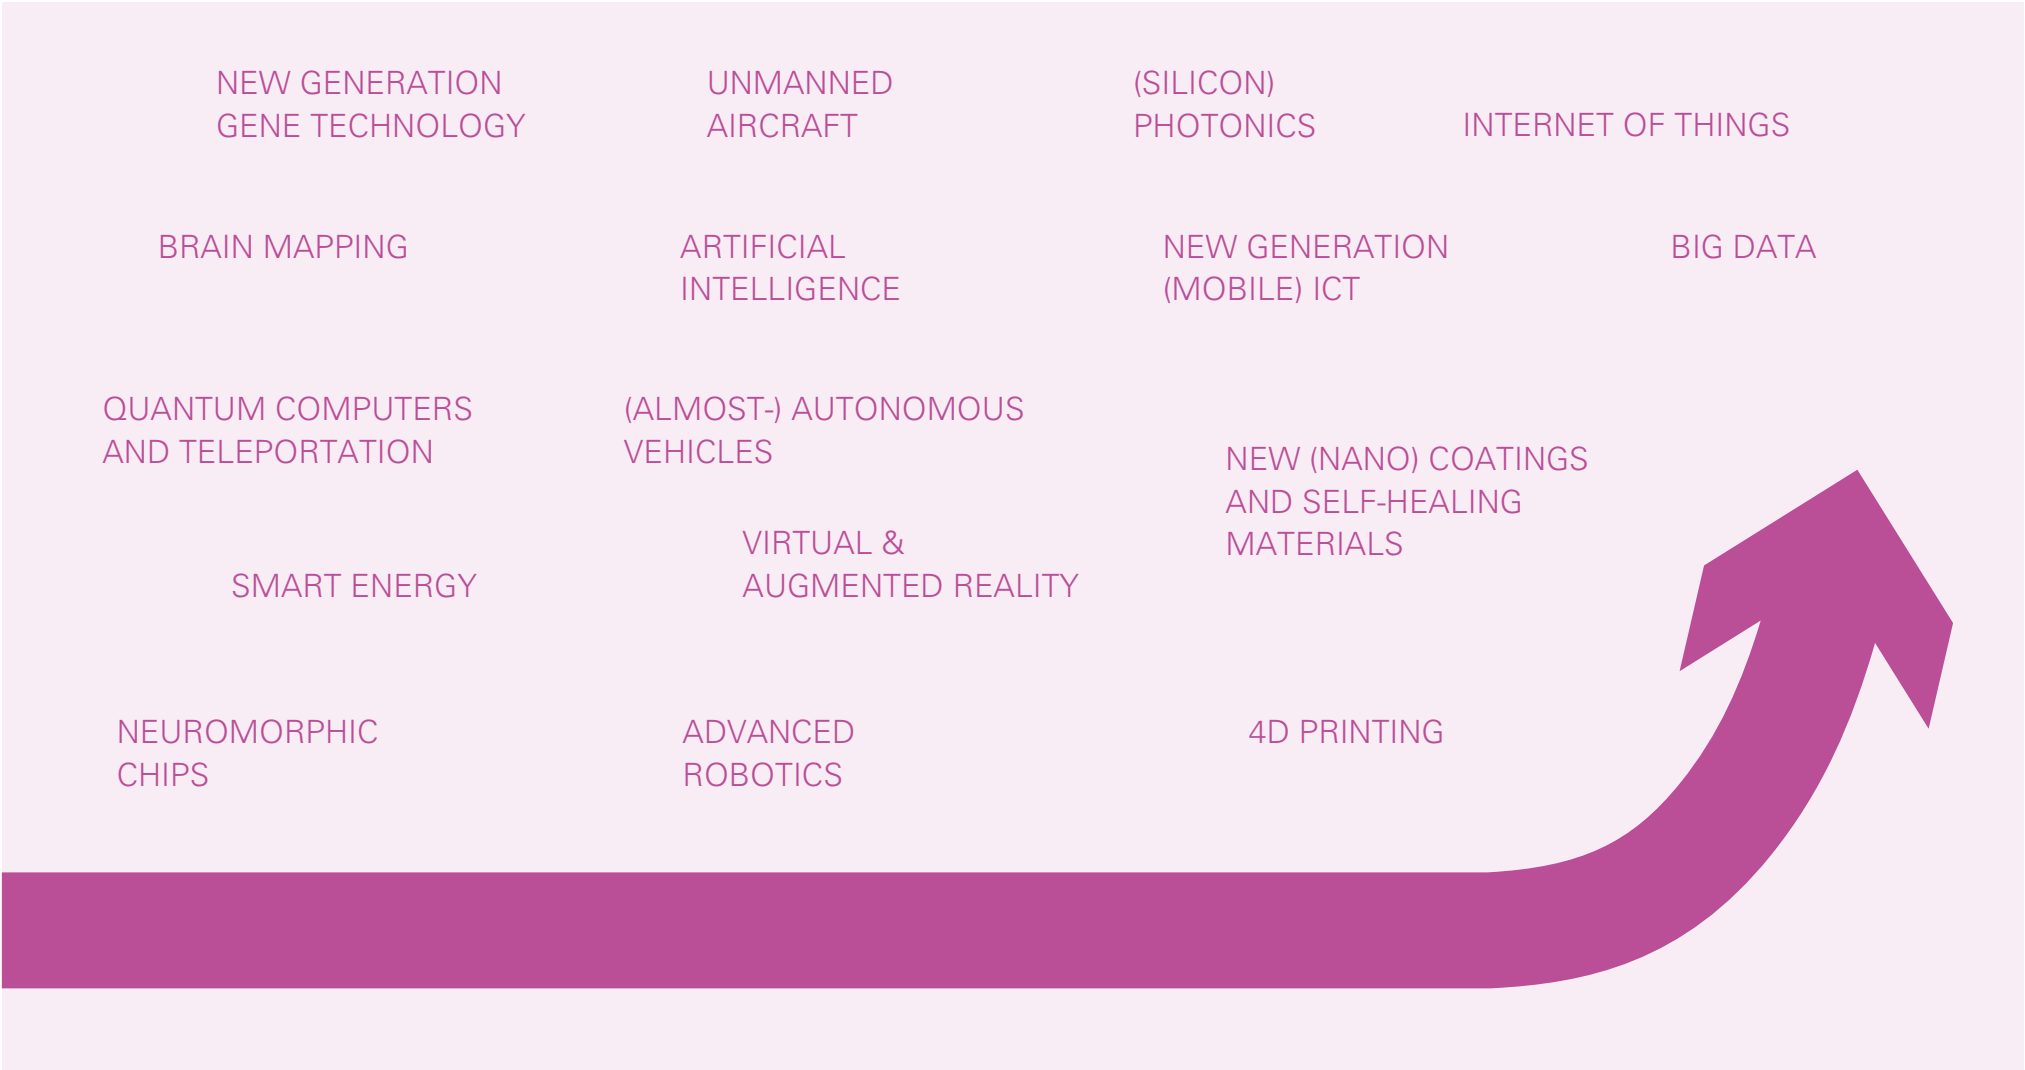 NEW GENERATION
GENE TECHNOLOGY
UNMANNED
AIRCRAFT
(SILICON)
PHOTONICS
INTERNET OF THINGS
BRAIN MAPPING
ARTIFICIAL
INTELLIGENCE
NEW GENERATION
(MOBILE) ICT
BIG DATA
QUANTUM COMPUTERS
AND TELEPORTATION
(ALMOST-) AUTONOMOUS
VEHICLES
NEW (NANO) COATINGS
AND SELF-HEALING
MATERIALS
SMART ENERGY
VIRTUAL &
AUGMENTED REALITY
NEUROMORPHIC
CHIPS
ADVANCED
ROBOTICS
4D PRINTING